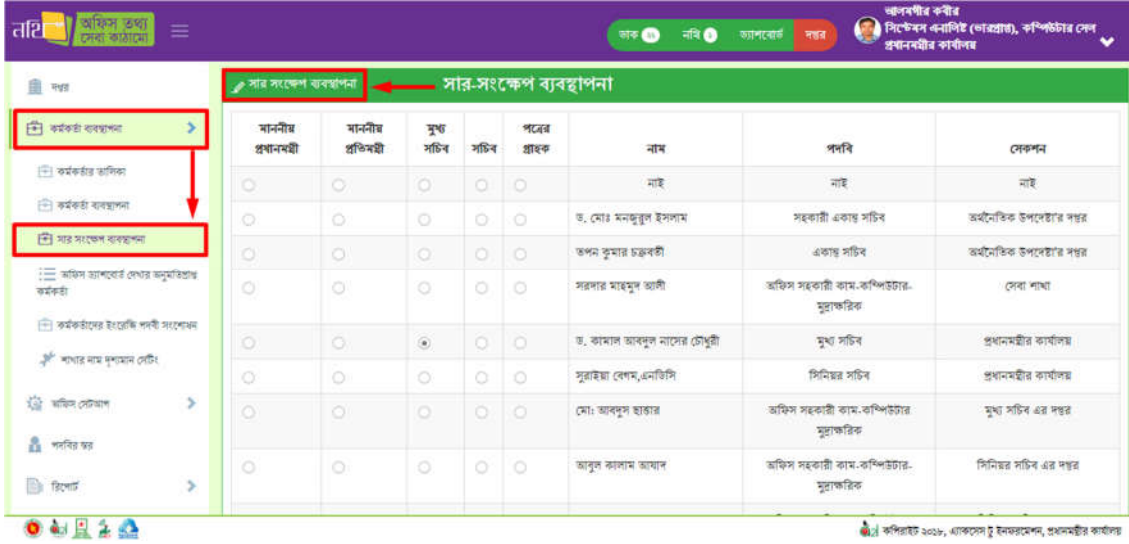 নথি
অফিস তথ্য
সেবা কাঠামো
ডাক
নথি
ড্যাশবোর্ড
দপ্তর
আলমগীর কবীর
সিস্টেমস এনালিষ্ট (ভারপ্রাপ্ত), কম্পিউটার সেল
প্রধানমন্ত্রীর কার্যালয়
দপ্তর
কর্মকর্তা ব্যবস্থাপনা
কর্মকর্তার তালিকা
কর্মকর্তা ব্যবস্থাপনা
সার সংক্ষেপ ব্যবস্থাপনা
অফিস ড্যাশবোর্ড দেখার অনুমতিপ্রাপ্ত
কর্মকর্তা
কর্মকর্তাদের ইংরেজি পদবী সংশোধন
শাখার নাম দৃশ্যমান সেটিং
অফিস সেটআপ
পদবির স্তর
রিপোর্ট
সার সংক্ষেপ ব্যবস্থাপনা
সার-সংক্ষেপ ব্যবস্থাপনা
মাননীয় প্রধানমন্ত্রী
মাননীয় প্রতিমন্ত্রী
মুখ্য সচিব
সচিব
পত্রের গ্রাহক
নাম
পদবি
সেকশন
নাই নাই নাই
ড. মোঃ মনজুরুল ইসলাম সহকারী একান্ত সচিব অর্থনৈতিক উপদেষ্টা'র দপ্তর
তপন কুমার চক্রবর্তী একান্ত সচিব অর্থনৈতিক উপদেষ্টা'র দপ্তর
সরদার মাহমুদ আলী অফিস সহকারী কাম-কম্পিউটার- সেবা শাখা
মুদ্রাক্ষরিক
ড. কামাল আবদুল নাসের চৌধুরী মুখ্য সচিব প্রধানমন্ত্রীর কার্যালয়
সুরাইয়া বেগম,এনডিসি সিনিয়র সচিব প্রধানমন্ত্রীর কার্যালয়
মো: আবদুস ছাত্তার অফিস সহকারী কাম-কম্পিউটার মুখ্য সচিব এর দপ্তর
মুদ্রাক্ষরিক
আবুল কালাম আযাদ অফিস সহকারী কাম-কম্পিউটার- সিনিয়র সচিব এর দপ্তর
মুদ্রাক্ষরিক
কপিরাইট ২০১৮, এ্যাকসেস টু ইনফরমেশন, প্রধানমন্ত্রীর কার্যালয়